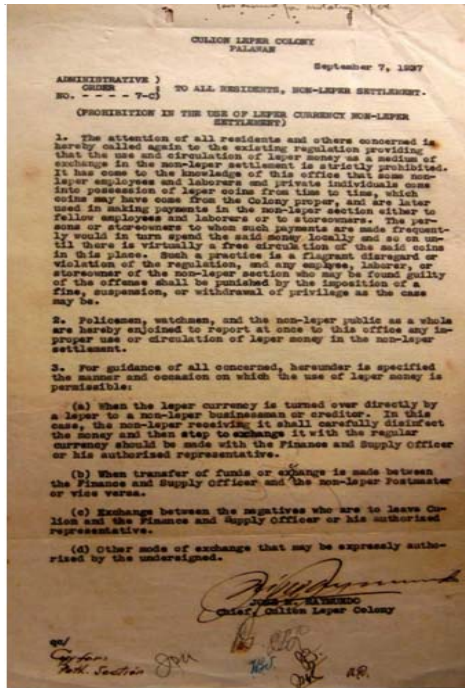 CULION LEPER COLONY
PALAWAN
September 7, 1937
ADMINISTRATIVE )
ORDER ) TO ALL RESIDENTS, NON-LEPER SETTLEMENT.
NO. - - - - 7-C)
(PROHIBITION IN THE USE OF LEPER CURRENCY NON-LEPER
SETTLEMENT)
1. The attention of all residents and others concerned is
hereby called again to the existing regulation providing
that the use and circulation of leper money as a medium of
exchange in the non-leper settlement is strictly prohibited.
It has come to the knowledge of this office that some non-
leper employees and laborers and private individuals come
into possession of leper coins from time to time, which
coins may have come from the Colony proper, and are later
used in making payments in the non-leper section either to
fellow employees and laborers or to storeowners. The per-
sons or storeowners to whom such payments are made frequent-
ly would in turn spend the said money locally and so on un-
til there is virtually a free circulation of the said coins
in this place. Such a practice is a flagrant disregard or
violation of the regulation, and any employee, laborer, or
storeowner of the non-leper section who may be found guilty
of the offense shall be punished by the imposition of a
fine, suspension, or withdrawal of privilege as the case
may be.
2. Policemen, watchmen, and the non-leper public as a whole
are hereby enjoined to report at once to this office any im-
proper use or circulation of leper money in the non-leper
settlement.
3. For guidance of all concerned, hereunder is specified
the manner and occasion on which the use of leper money is
permissible:
(a) When the leper currency is turned over directly by
a leper to a non-leper businessman or creditor. In this
case, the non-leper receiving it shall carefully disinfect
the money and then step to exchange it with the regular
currency should be made with the Finance and Supply Officer
or his authorized representative.
(b) When transfer of funds or exhange is made between
the Finance and Supply Officer and the non-leper Postmaster
or vice versa.
(c) Exchange between the negatives who are to leave Cu-
lion and the Finance and Supply Officer or his authorized
representative.
(d) Other mode of exchange that may be expressly autho-
rized by the undersigned.
JOSE N. RAYMUNDO
Chief, Culion Leper Colony
Section